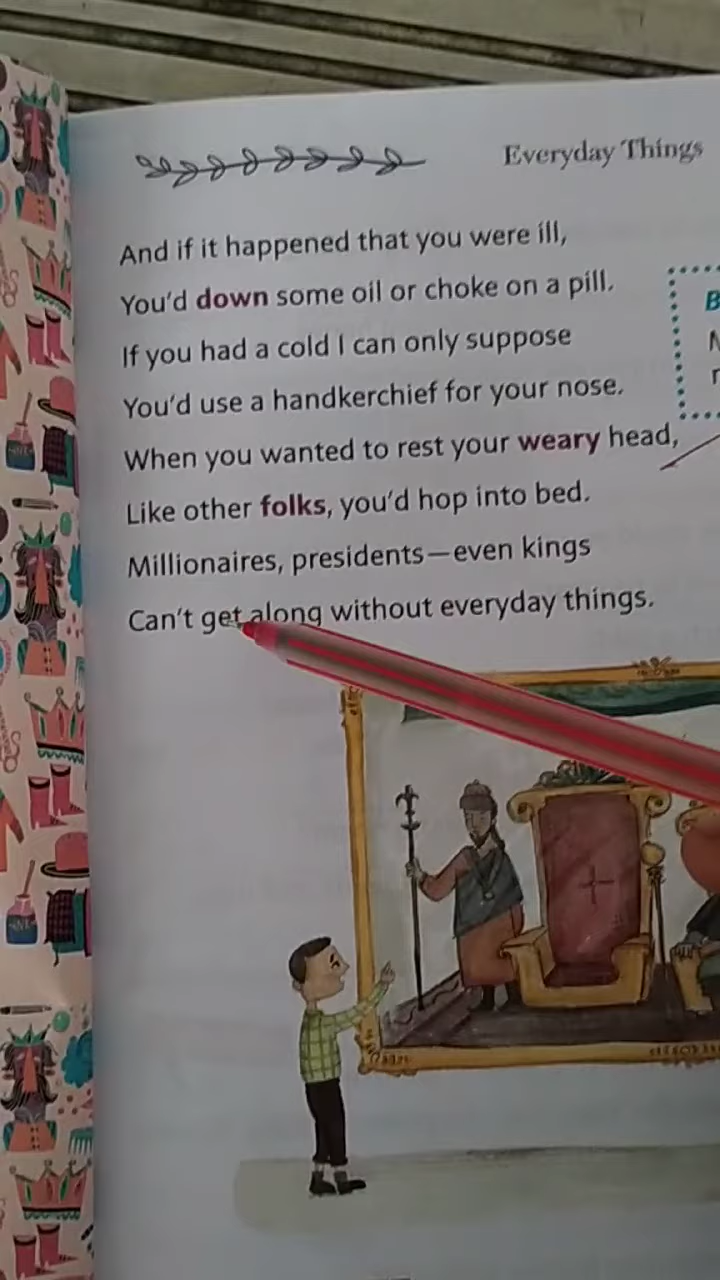 Everyday Things
And if it happened that you were ill,
You'd down some oil or choke on a pill.
If you had a cold I can only suppose
You'd use a handkerchief for your nose.
When you wanted to rest your weary head,
Like other folks, you'd hop into bed.
Millionaires, presidents—even kings
Can't get along without everyday things.